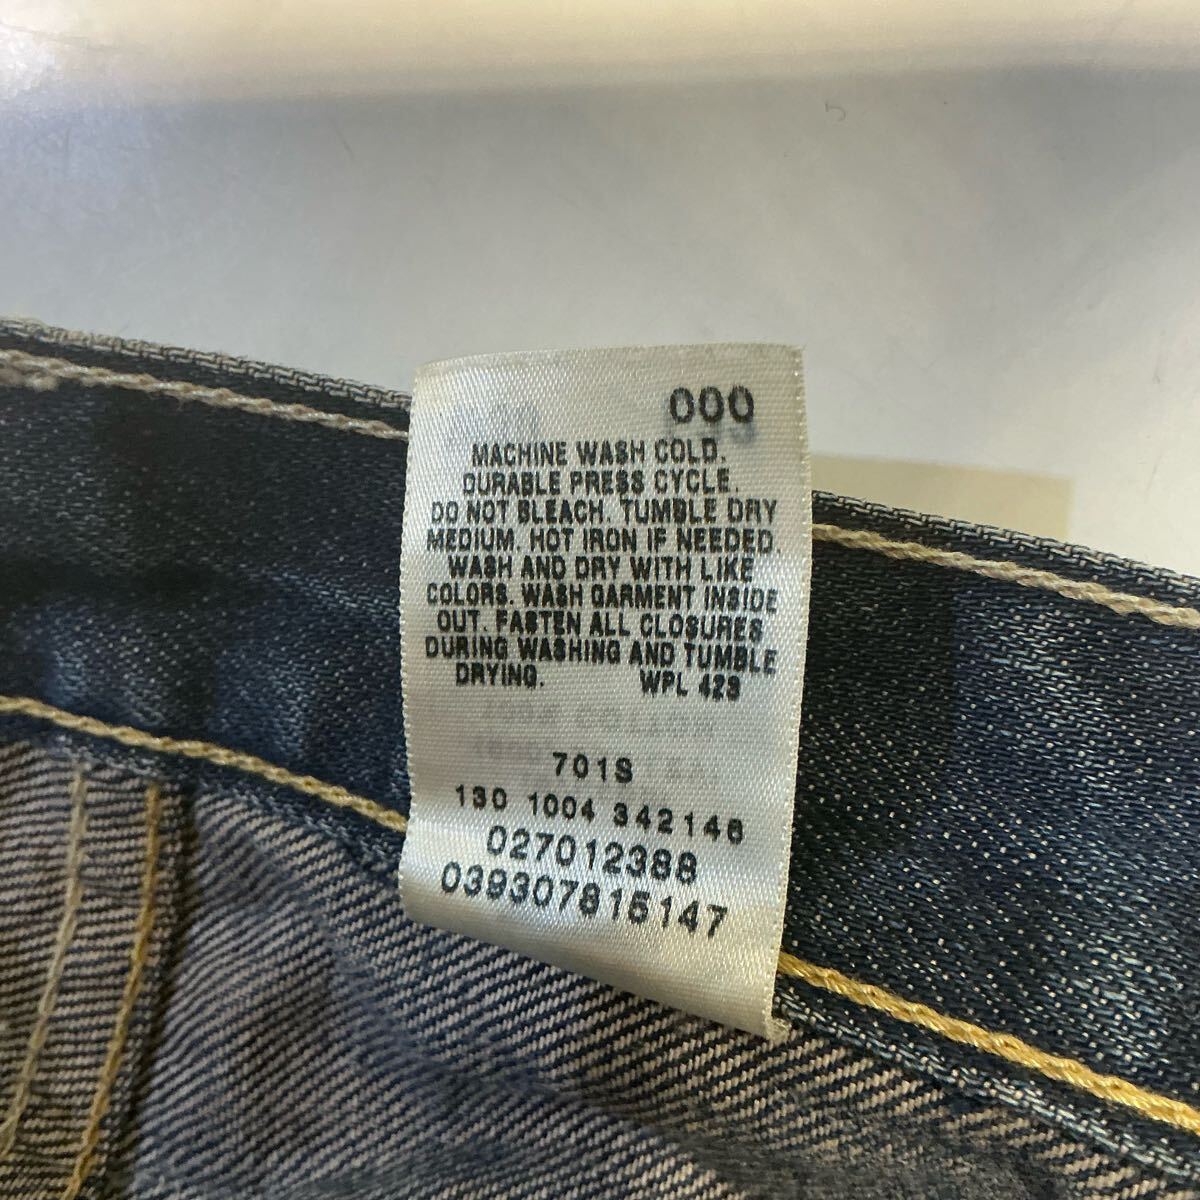 000
MACHINE WASH COLD.
DURABLE PRESS CYCLE.
DO NOT BLEACH. TUMBLE DRY
MEDIUM. HOT IRON IF NEEDED.
WASH AND DRY WITH LIKE
COLORS. WASH GARMENT INSIDE
OUT. FASTEN ALL CLOSURES
DURING WASHING AND TUMBLE
DRYING. WPL 423
701S
130 1004 342146
027012388
039307815147